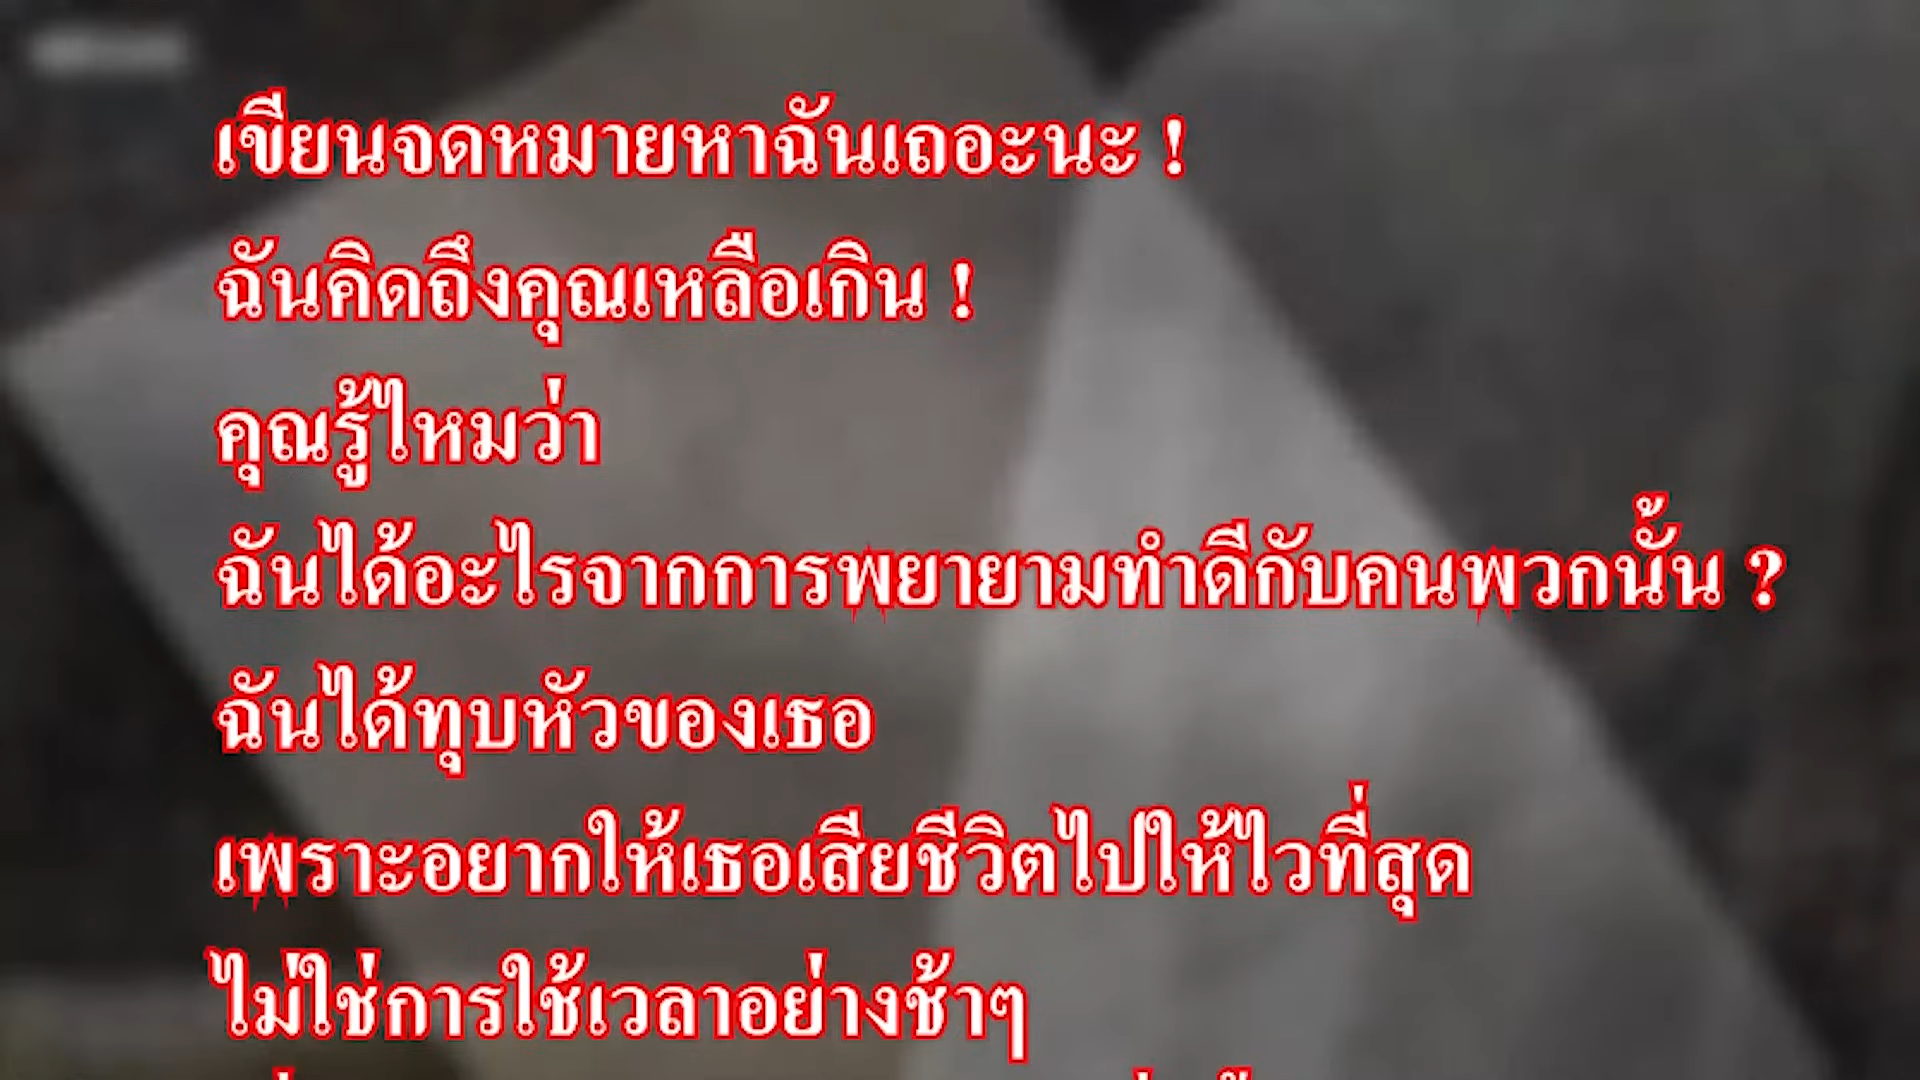 เขียนจดหมายหาฉันเถอะนะ !
ฉันคิดถึงคุณเหลือเกิน !
คุณรู้ไหมว่า
ฉันได้อะไรจากการพยายามทำดีกับคนพวกนั้น ?
ฉันได้ทุบหัวของเธอ
เพราะอยากให้เธอเสียชีวิตไปให้ไวที่สุด
ไม่ใช่การใช้เวลาอย่างช้าๆ